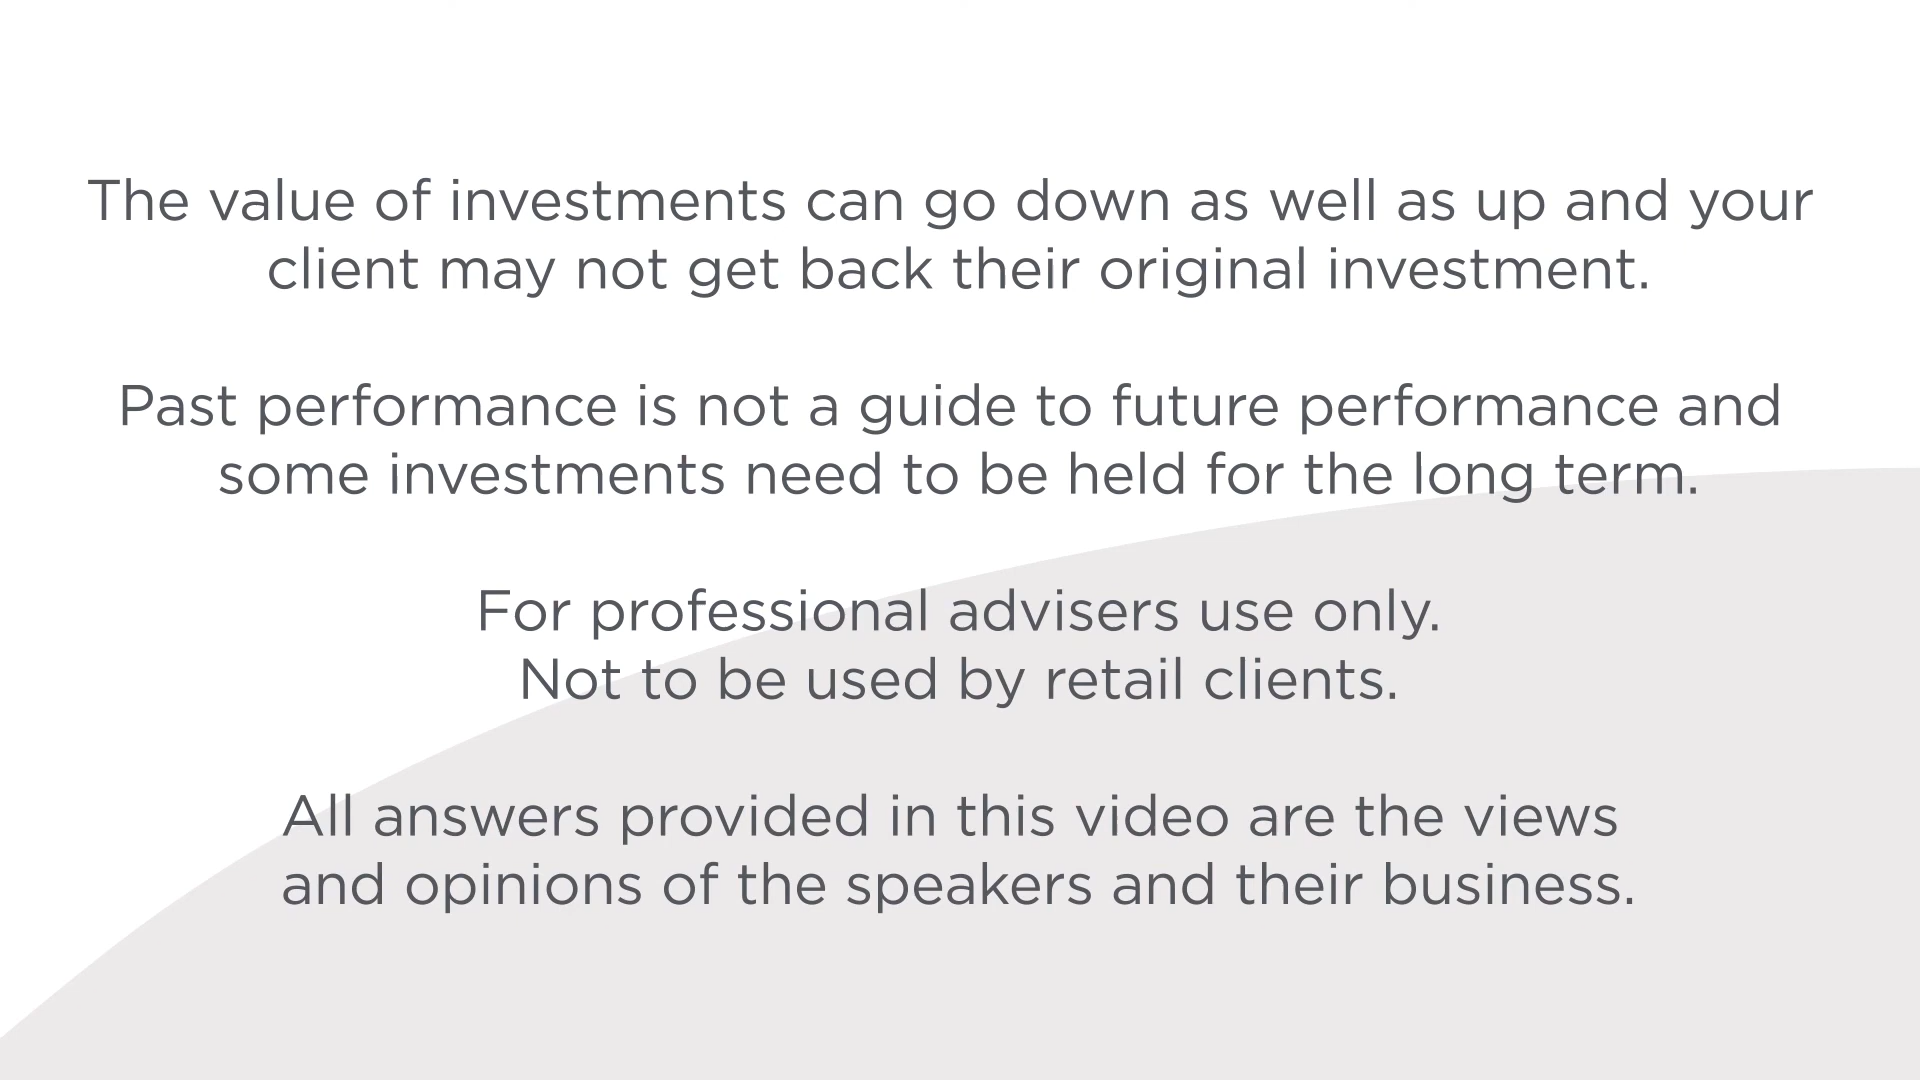 The value of investments can go down as well as up and your
client may not get back their original investment.
Past performance is not a guide to future performance and
some investments need to be held for the long term.
For professional advisers use only.
Not to be used by retail clients.
All answers provided in this video are the views
and opinions of the speakers and their business.